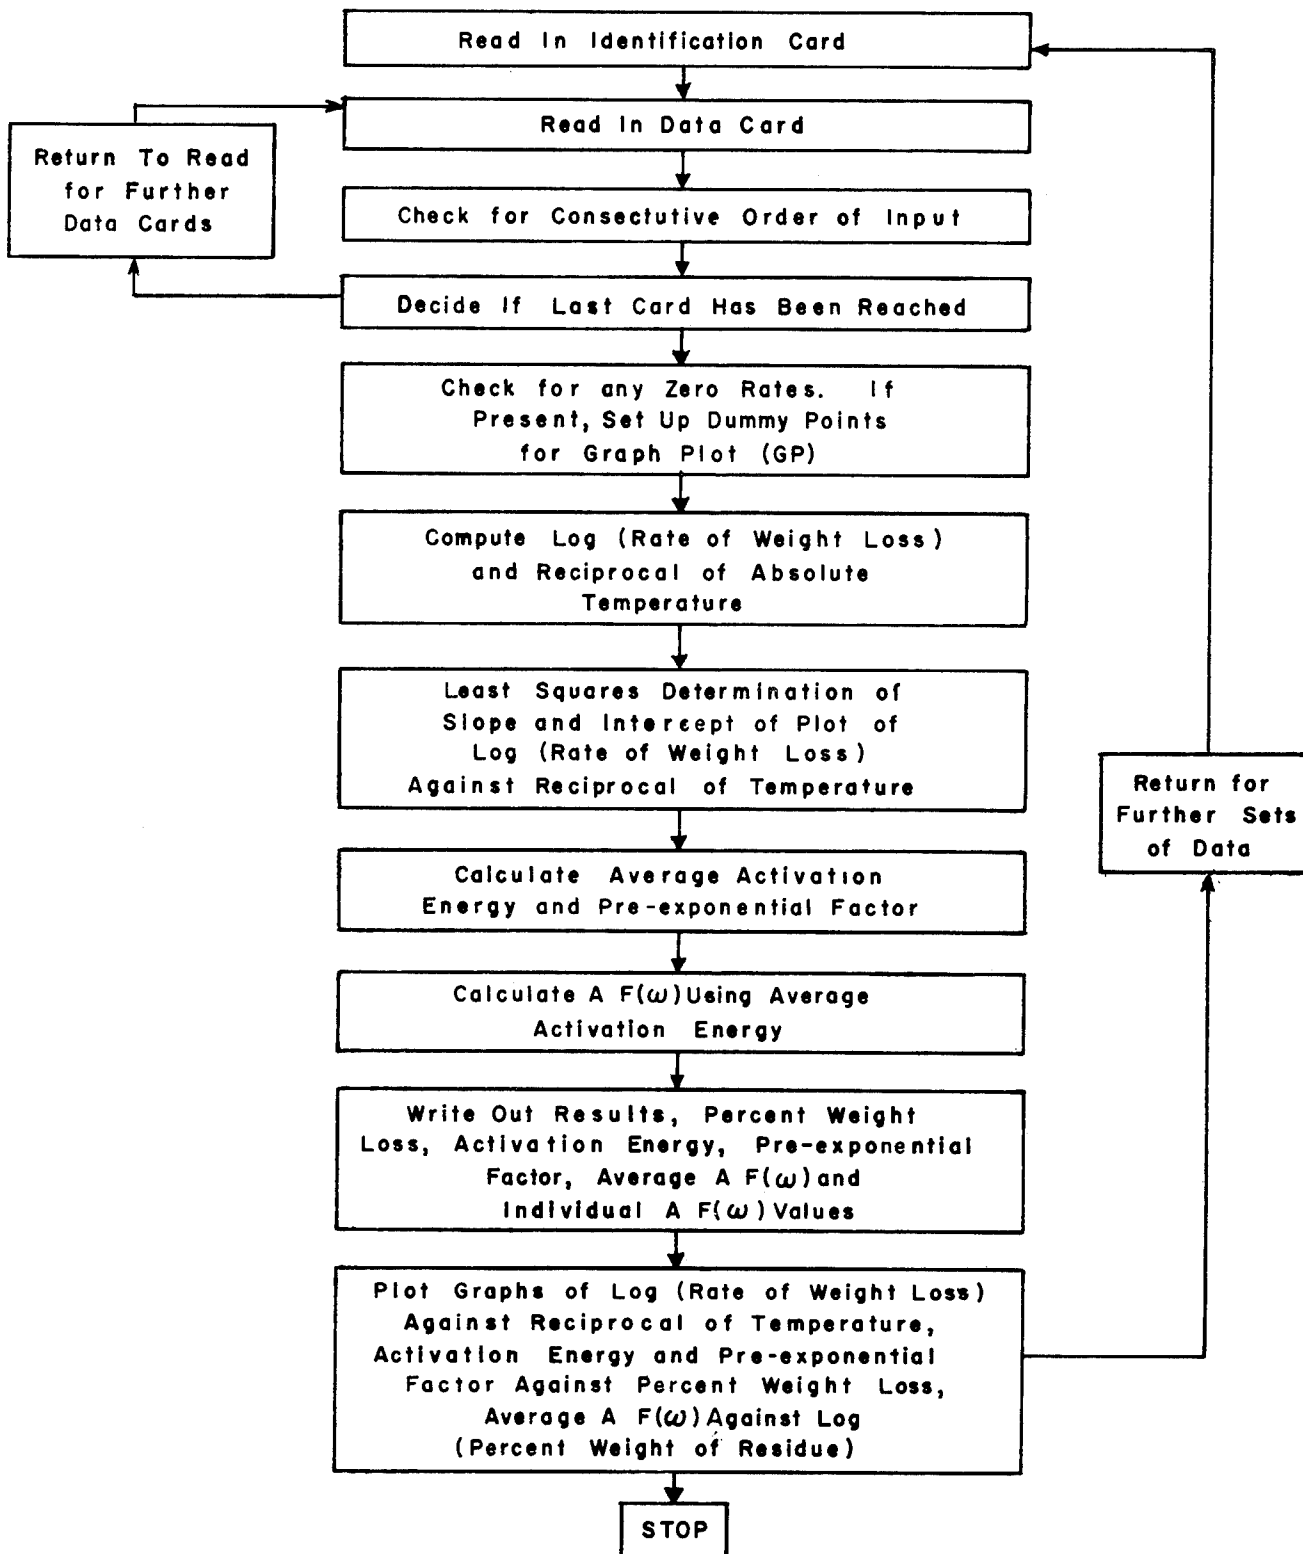 Read In Identification Card
Read In Data Card
Return To Read
for Further
Data Cards
Check for Consectutive Order of Input
Decide If Last Card Has Been Reached
Check for any Zero Rates. If
Present, Set Up Dummy Points
for Graph Plot (GP)
Compute Log (Rate of Weight Loss)
and Reciprocal of Absolute
Temperature
Least Squares Determination of
Slope and Intercept of Plot of
Log (Rate of Weight Loss)
Against Reciprocal of Temperature
Return for
Further Sets
of Data
Calculate Average Activation
Energy and Pre-exponential Factor
Calculate A F(ω) Using Average
Activation Energy
Write Out Results, Percent Weight
Loss, Activation Energy, Pre-exponential
Factor, Average A F(ω) and
Individual A F(ω) Values
Plot Graphs of Log (Rate of Weight Loss)
Against Reciprocal of Temperature,
Activation Energy and Pre-exponential
Factor Against Percent Weight Loss,
Average A F(ω) Against Log
(Percent Weight of Residue)
STOP